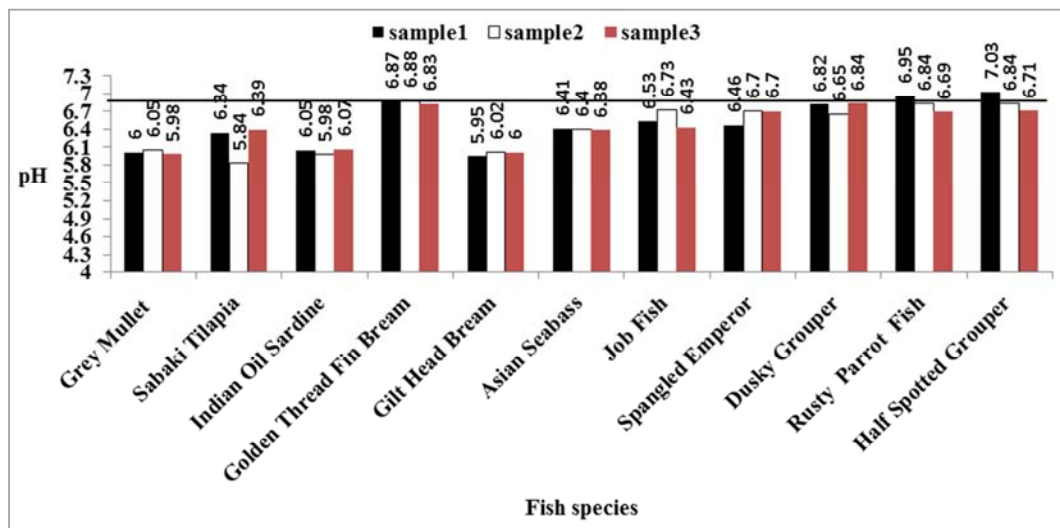 sample1 sample2 sample3
7.3
7
6.7
6.4
6.1
5.8
5.5
5.2
4.9
4.6
4.3
4
pH
6 6.05 5.98
6.34 5.84 6.39
6.05 5.98 6.07
6.87 6.88 6.83
5.95 6.02 6
6.41 6.4 6.38
6.53 6.73 6.43
6.46 6.7 6.7
6.82 6.65 6.84
6.95 6.84 6.69
7.03 6.84 6.71
Grey Mullet
Sabaki Tilapia
Indian Oil Sardine
Golden Thread Fin Bream
Gilt Head Bream
Asian Seabass
Job Fish
Spangled Emperor
Dusky Grouper
Rusty Parrot Fish
Half Spotted Grouper
Fish species